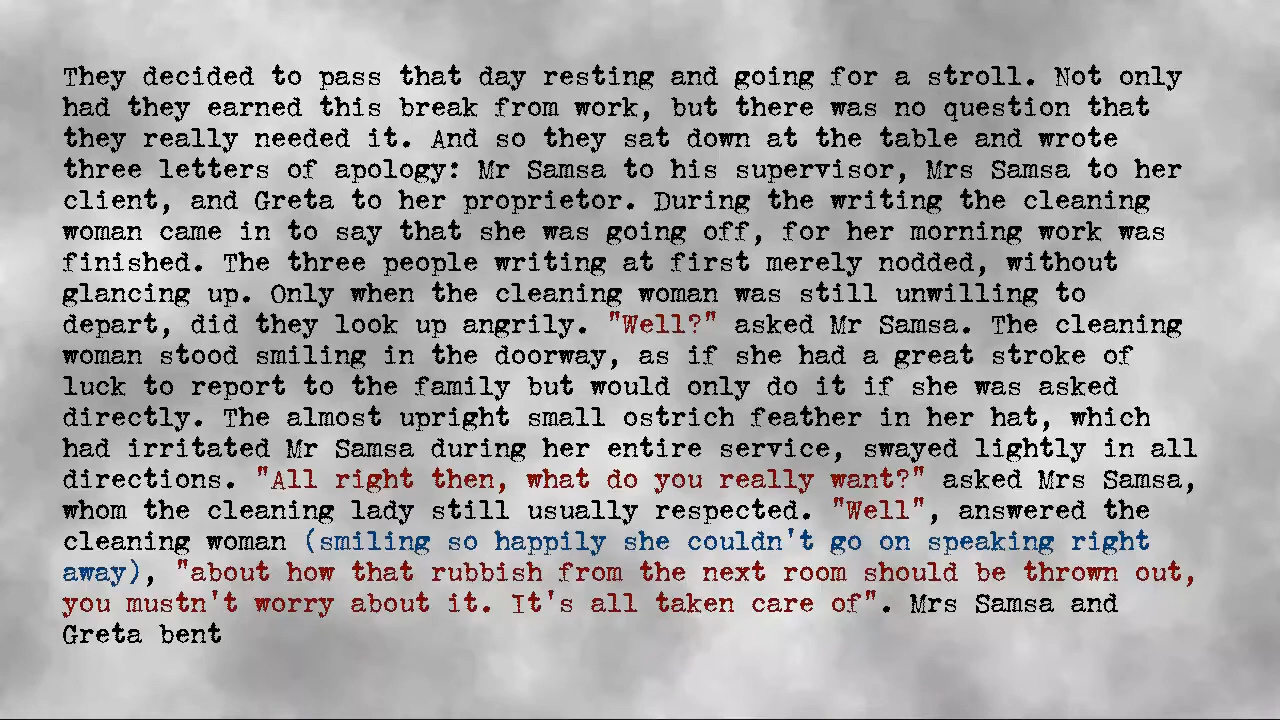 They decided to pass that day resting and going for a stroll. Not only
had they earned this break from work, but there was no question that
they really needed it. And so they sat down at the table and wrote
three letters of apology: Mr Samsa to his supervisor, Mrs Samsa to her
client, and Greta to her proprietor. During the writing the cleaning
woman came in to say that she was going off, for her morning work was
finished. The three people writing at first merely nodded, without
glancing up. Only when the cleaning woman was still unwilling to
depart, did they look up angrily. "Well?" asked Mr Samsa. The cleaning
woman stood smiling in the doorway, as if she had a great stroke of
luck to report to the family but would only do it if she was asked
directly. The almost upright small ostrich feather in her hat, which
had irritated Mr Samsa during her entire service, swayed lightly in all
directions. "All right then, what do you really want?" asked Mrs Samsa,
whom the cleaning lady still usually respected. "Well", answered the
cleaning woman (smiling so happily she couldn't go on speaking right
away), "about how that rubbish from the next room should be thrown out,
you mustn't worry about it. It's all taken care of". Mrs Samsa and
Greta bent